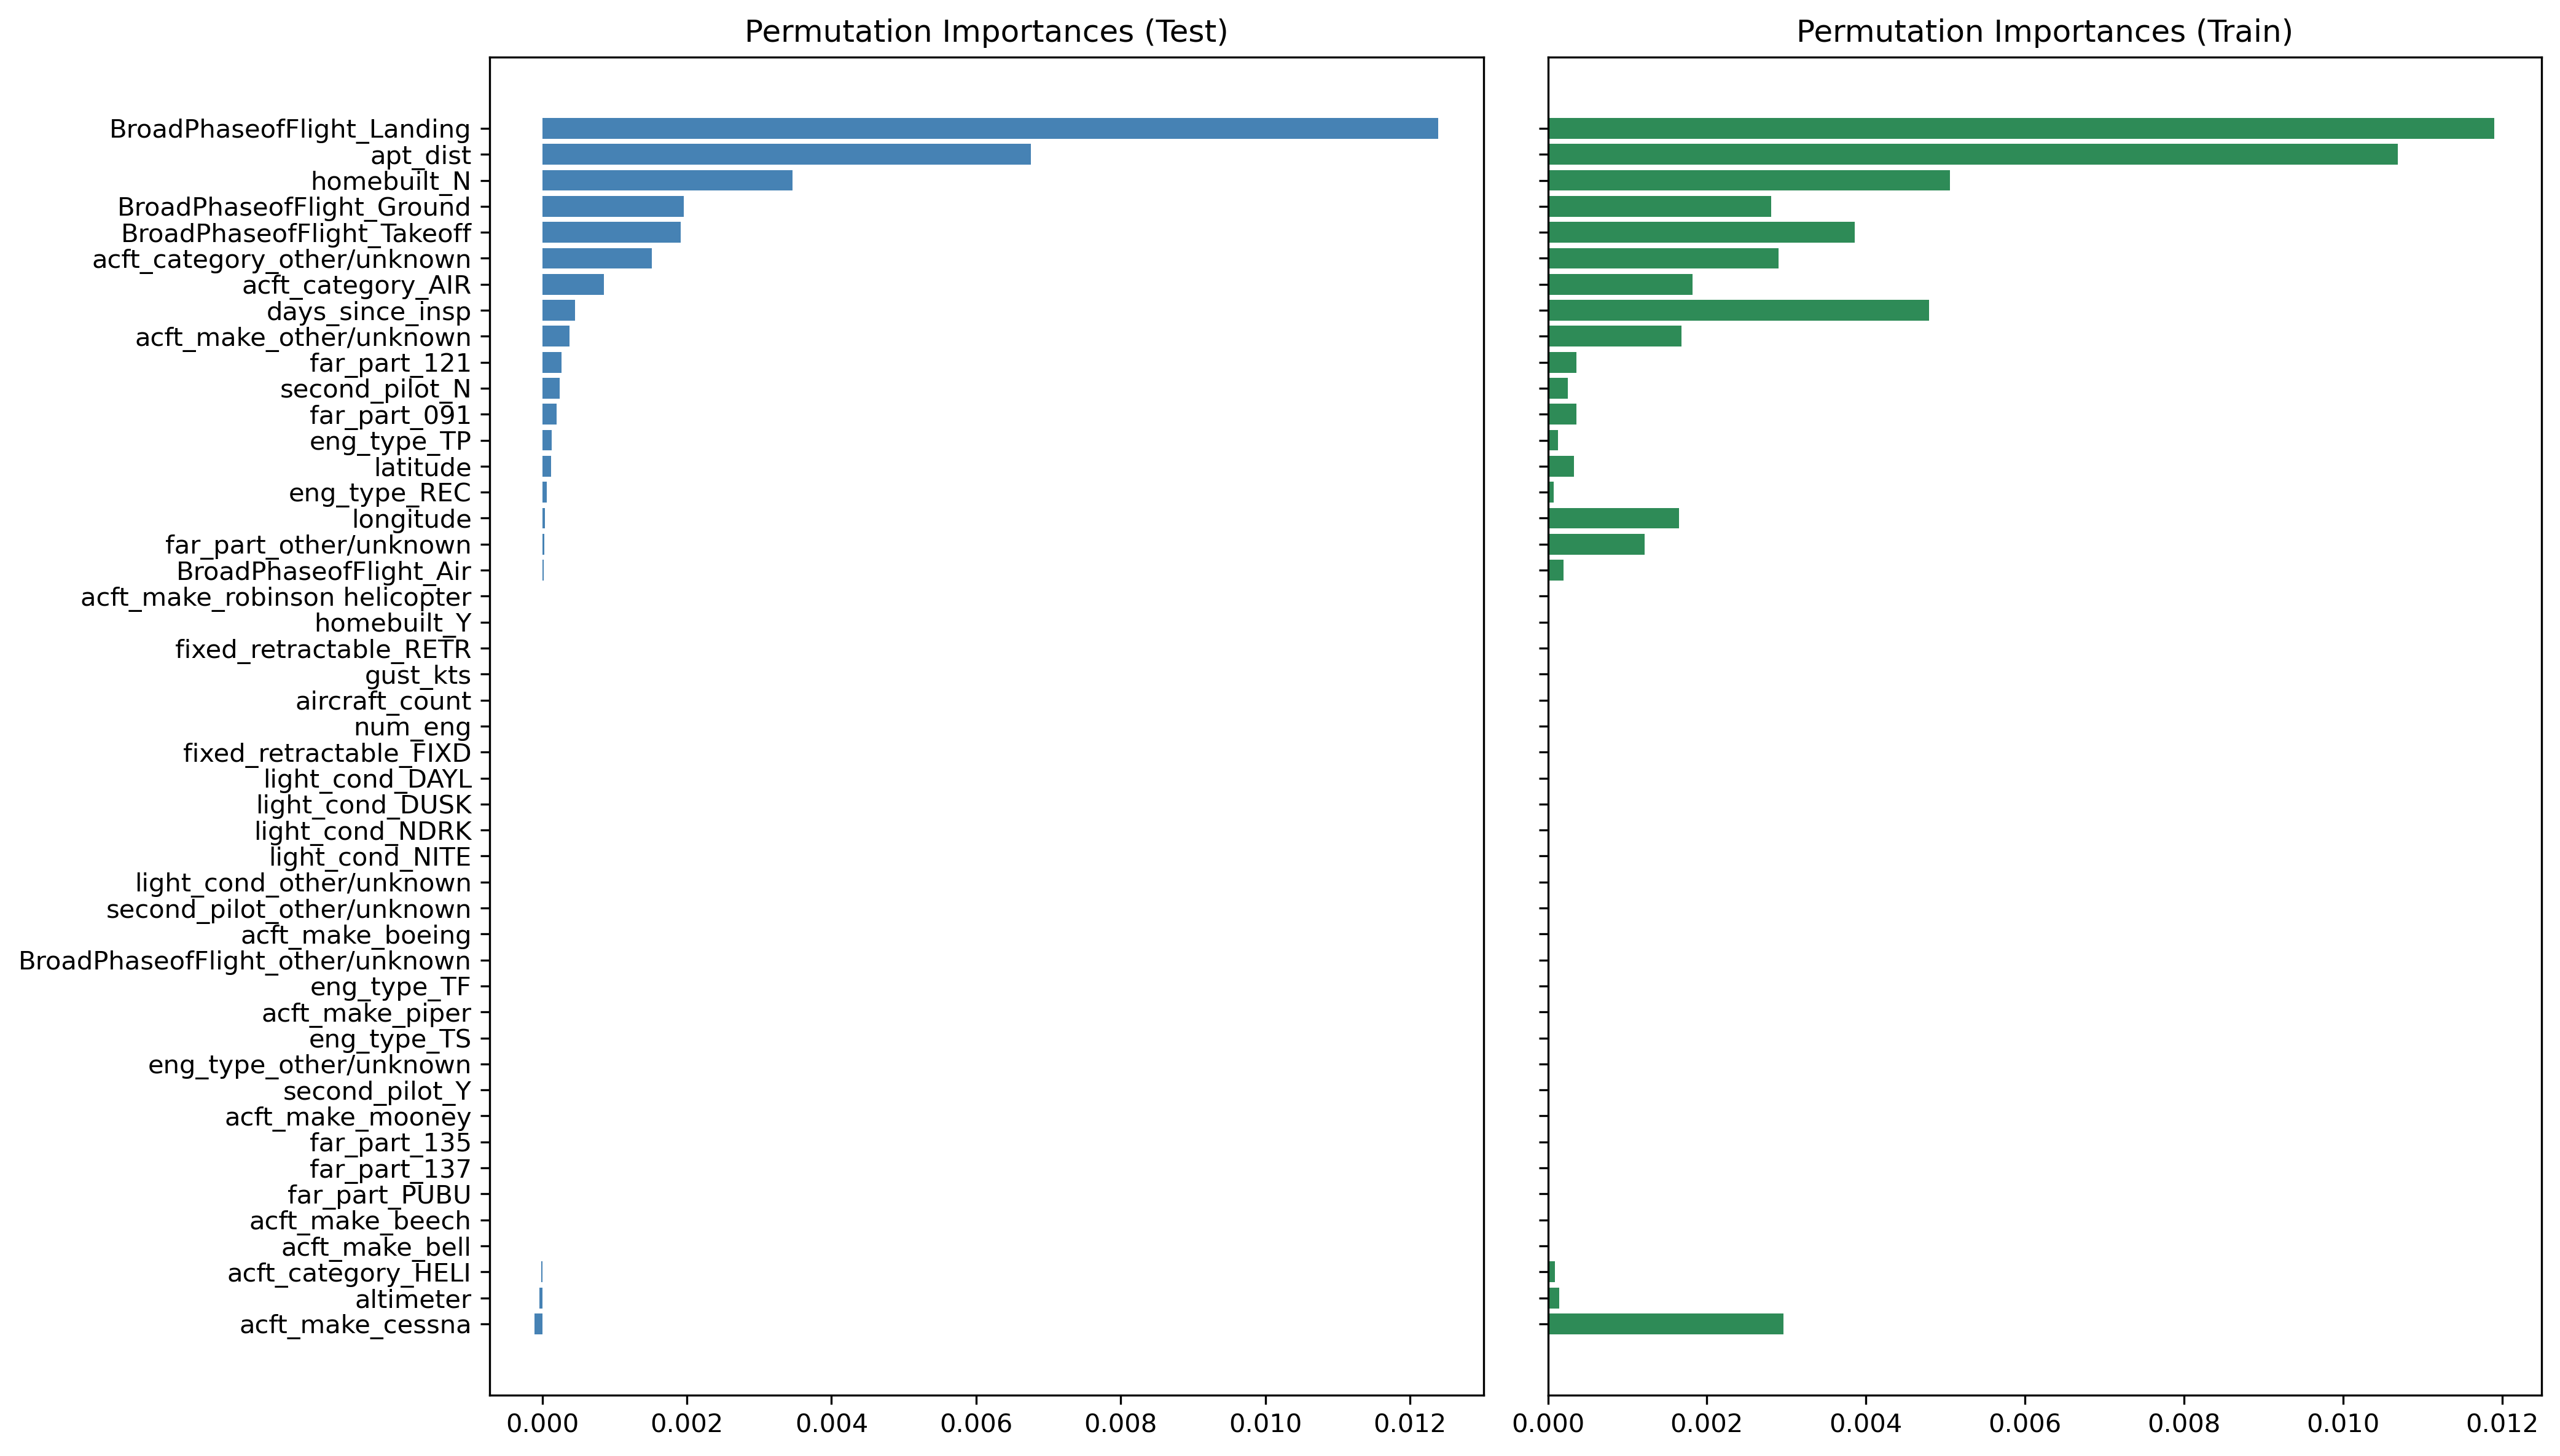 Permutation Importances (Test)
Permutation Importances (Train)
BroadPhaseofFlight_Landing
apt_dist
homebuilt_N
BroadPhaseofFlight_Ground
BroadPhaseofFlight_Takeoff
acft_category_other/unknown
acft_category_AIR
days_since_insp
acft_make_other/unknown
far_part_121
second_pilot_N
far_part_091
eng_type_TP
latitude
eng_type_REC
longitude
far_part_other/unknown
BroadPhaseofFlight_Air
acft_make_robinson helicopter
homebuilt_Y
fixed_retractable_RETR
gust_kts
aircraft_count
num_eng
fixed_retractable_FIXD
light_cond_DAYL
light_cond_DUSK
light_cond_NDRK
light_cond_NITE
light_cond_other/unknown
second_pilot_other/unknown
acft_make_boeing
BroadPhaseofFlight_other/unknown
eng_type_TF
acft_make_piper
eng_type_TS
eng_type_other/unknown
second_pilot_Y
acft_make_mooney
far_part_135
far_part_137
far_part_PUBU
acft_make_beech
acft_make_bell
acft_category_HELI
altimeter
acft_make_cessna
0.000 0.002 0.004 0.006 0.008 0.010 0.012
0.000 0.002 0.004 0.006 0.008 0.010 0.012